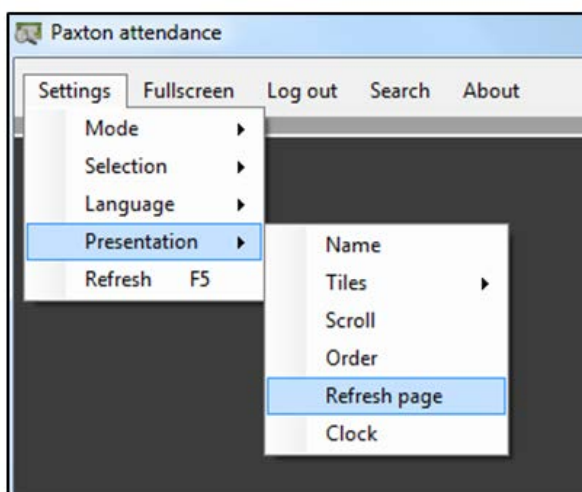 Paxton attendance
Settings Fullscreen Log out Search About
Mode
Selection
Language
Presentation
Refresh F5
Name
Tiles
Scroll
Order
Refresh page
Clock